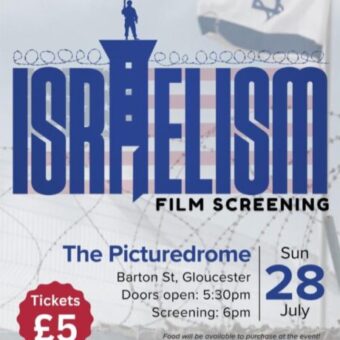 ISRAELISM
FILM SCREENING
The Picturedrome
Barton St, Gloucester
Doors open: 5:30pm
Screening: 6pm
Sun
28
July
Tickets
£5
Food will be available to purchase at the event!